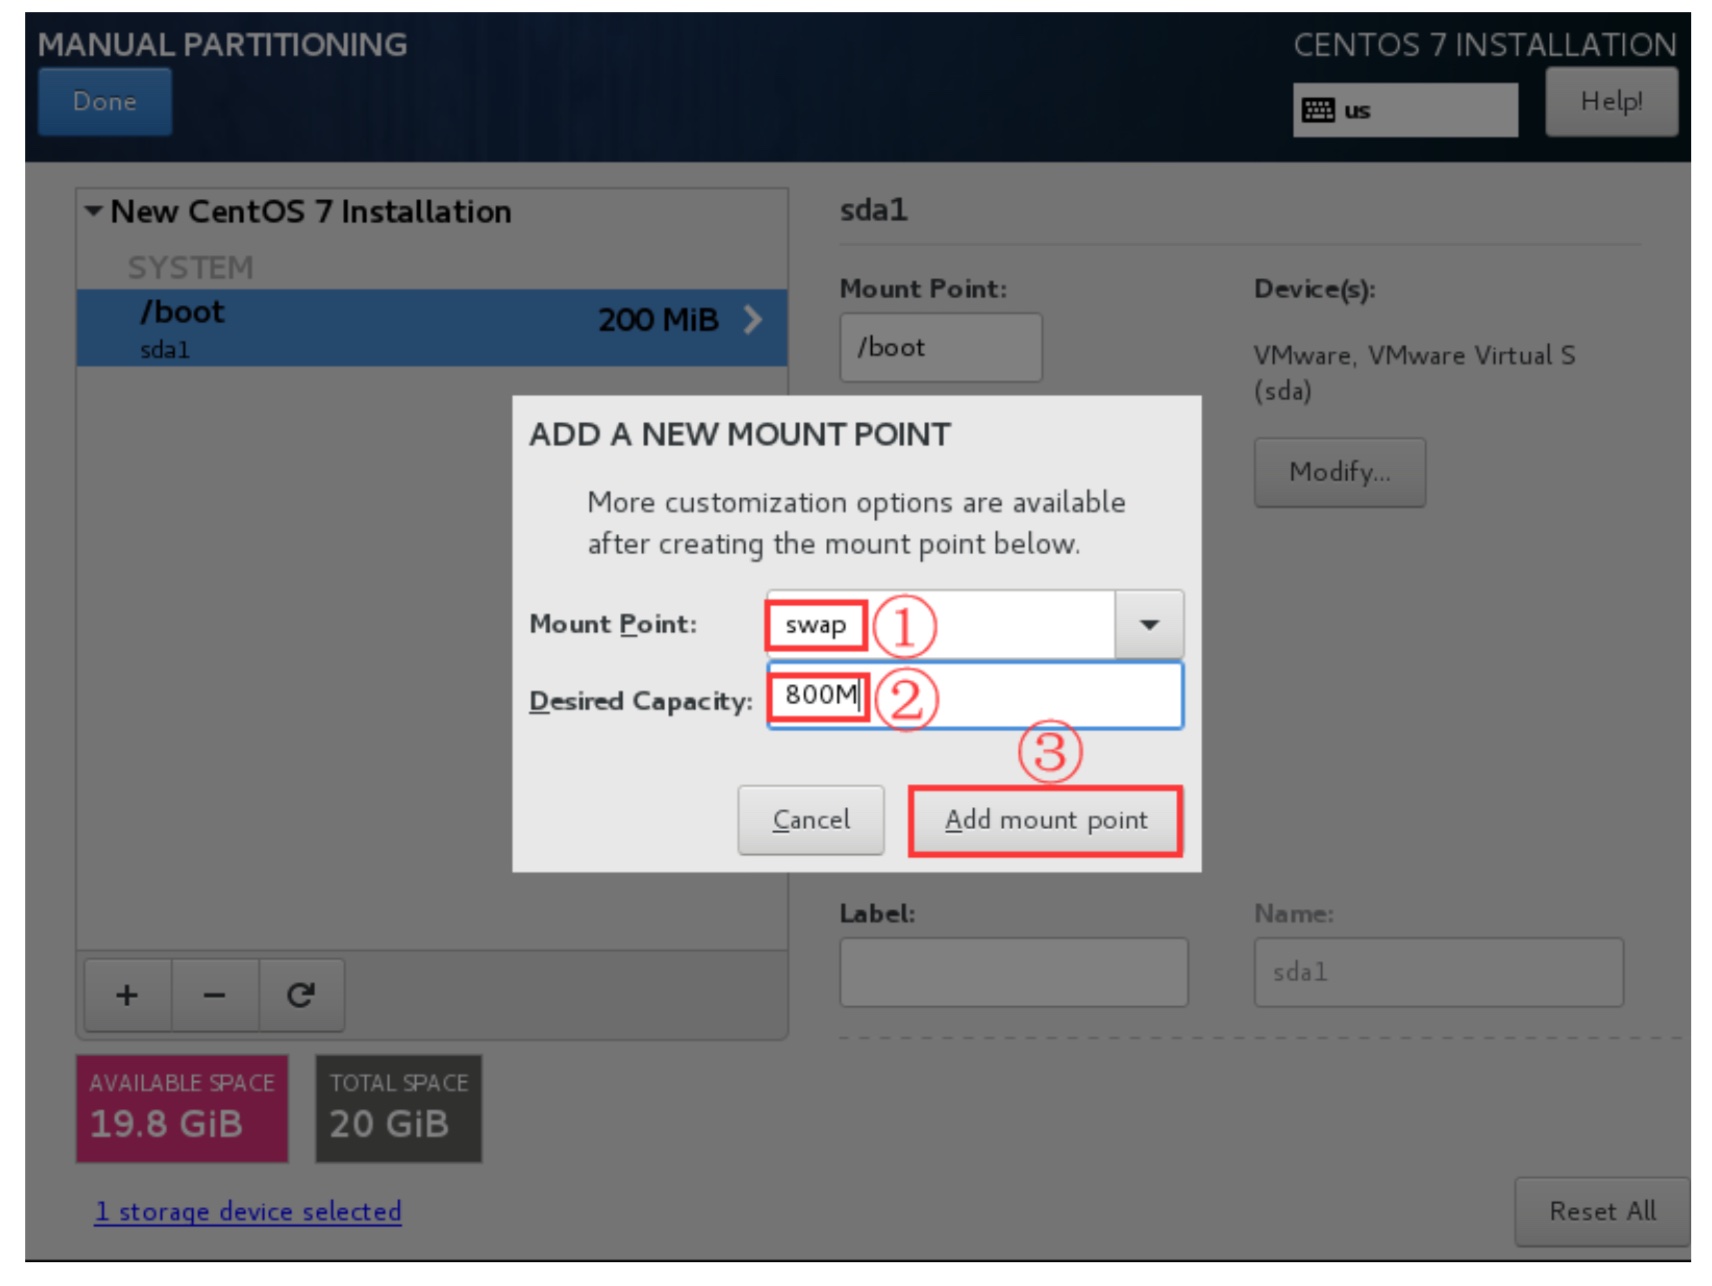 MANUAL PARTITIONING
CENTOS 7 INSTALLATION
Done
us
Help!
New CentOS 7 Installation
SYSTEM
/boot
200 MiB
sda1
sda1
Mount Point:
/boot
Device(s):
VMware, VMware Virtual S
(sda)
Modify...
ADD A NEW MOUNT POINT
More customization options are available
after creating the mount point below.
Mount Point:
swap
①
Desired Capacity:
800M
②
③
Cancel
Add mount point
Label:
Name:
sda1
+ −
AVAILABLE SPACE
19.8 GiB
TOTAL SPACE
20 GiB
1 storage device selected
Reset All